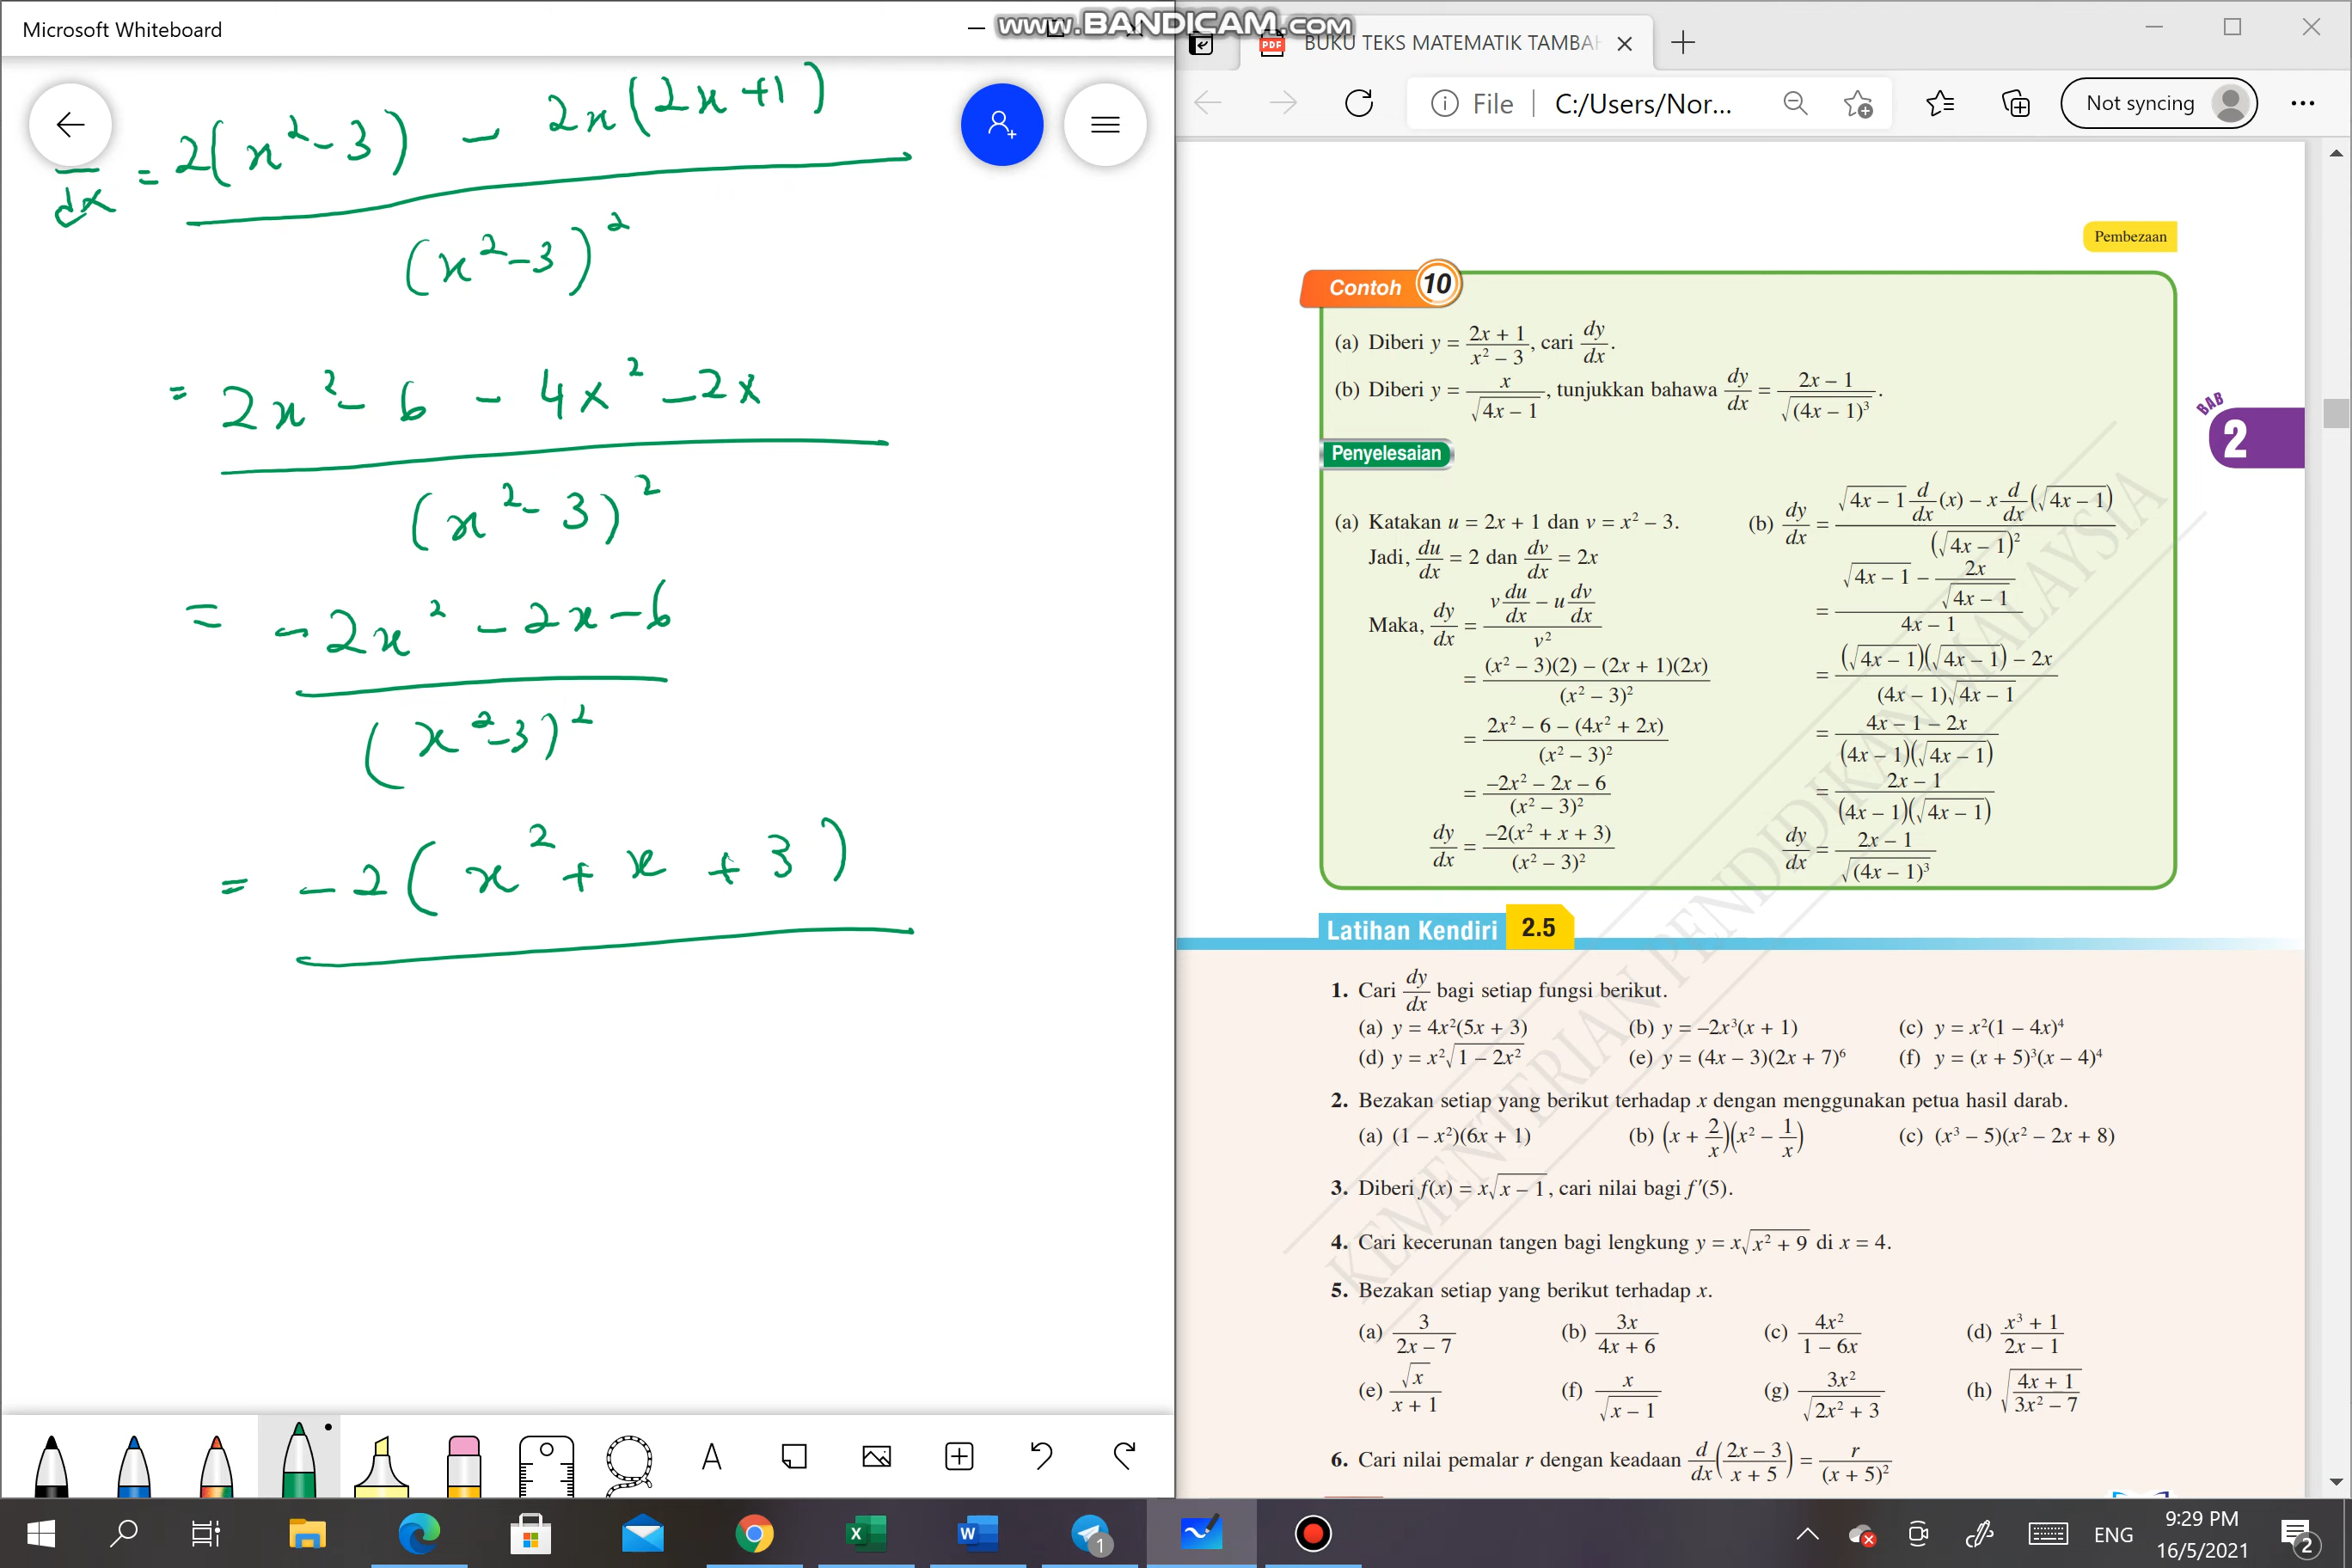 Microsoft Whiteboard
www.BANDICAM.com
dx = 2(x² - 3) - 2x(2x + 1)
(x² - 3)²
= 2x² - 6 - 4x² - 2x
(x² - 3)²
= -2x² - 2x - 6
(x² - 3)²
= -2(x² + x + 3)
A
PDF
BUKU TEKS MATEMATIK TAMBA
File
C:/Users/Nor...
Not syncing
Pembezaan
Contoh 10
(a) Diberi y = (2x + 1)/(x² – 3), cari dy/dx.
(b) Diberi y = x/√(4x – 1), tunjukkan bahawa dy/dx = (2x – 1)/√((4x – 1)³).
BAB 2
Penyelesaian
(a) Katakan u = 2x + 1 dan v = x² – 3.
Jadi, du/dx = 2 dan dv/dx = 2x
Maka, dy/dx = (v du/dx – u dv/dx)/v²
= ((x² – 3)(2) – (2x + 1)(2x))/(x² – 3)²
= (2x² – 6 – (4x² + 2x))/(x² – 3)²
= (–2x² – 2x – 6)/(x² – 3)²
dy/dx = –2(x² + x + 3)/(x² – 3)²
(b) dy/dx = (√(4x – 1) d/dx(x) – x d/dx(√(4x – 1)))/(√(4x – 1))²
= (√(4x – 1) – 2x/√(4x – 1))/(4x – 1)
= ((√(4x – 1))(√(4x – 1)) – 2x)/((4x – 1)√(4x – 1))
= (4x – 1 – 2x)/((4x – 1)(√(4x – 1)))
= (2x – 1)/((4x – 1)(√(4x – 1)))
dy/dx = (2x – 1)/√((4x – 1)³)
KEMENTERIAN PENDIDIKAN MALAYSIA
Latihan Kendiri 2.5
1. Cari dy/dx bagi setiap fungsi berikut.
(a) y = 4x²(5x + 3) (b) y = –2x³(x + 1) (c) y = x²(1 – 4x)⁴
(d) y = x²√(1 – 2x²) (e) y = (4x – 3)(2x + 7)⁶ (f) y = (x + 5)³(x – 4)⁴
2. Bezakan setiap yang berikut terhadap x dengan menggunakan petua hasil darab.
(a) (1 – x²)(6x + 1) (b) (x + 2/x)(x² – 1/x) (c) (x³ – 5)(x² – 2x + 8)
3. Diberi f(x) = x√(x – 1), cari nilai bagi f′(5).
4. Cari kecerunan tangen bagi lengkung y = x√(x² + 9) di x = 4.
5. Bezakan setiap yang berikut terhadap x.
(a) 3/(2x – 7) (b) 3x/(4x + 6) (c) 4x²/(1 – 6x) (d) (x³ + 1)/(2x – 1)
(e) √x/(x + 1) (f) x/√(x – 1) (g) 3x²/√(2x² + 3) (h) √((4x + 1)/(3x² – 7))
6. Cari nilai pemalar r dengan keadaan d/dx((2x – 3)/(x + 5)) = r/(x + 5)²
1
ENG
9:29 PM
16/5/2021
2